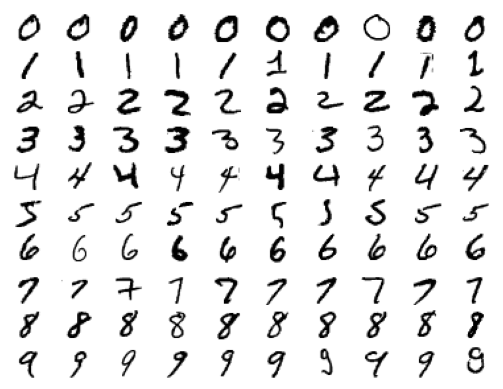 0 0 0 0 0 0 0 0 0 0
1 1 1 1 1 1 1 1 1 1
2 2 2 2 2 2 2 2 2 2
3 3 3 3 3 3 3 3 3 3
4 4 4 4 4 4 4 4 4 4
5 5 5 5 5 5 5 5 5 5
6 6 6 6 6 6 6 6 6 6
7 7 7 7 7 7 7 7 7 7
8 8 8 8 8 8 8 8 8 8
9 9 9 9 9 9 9 9 9 9